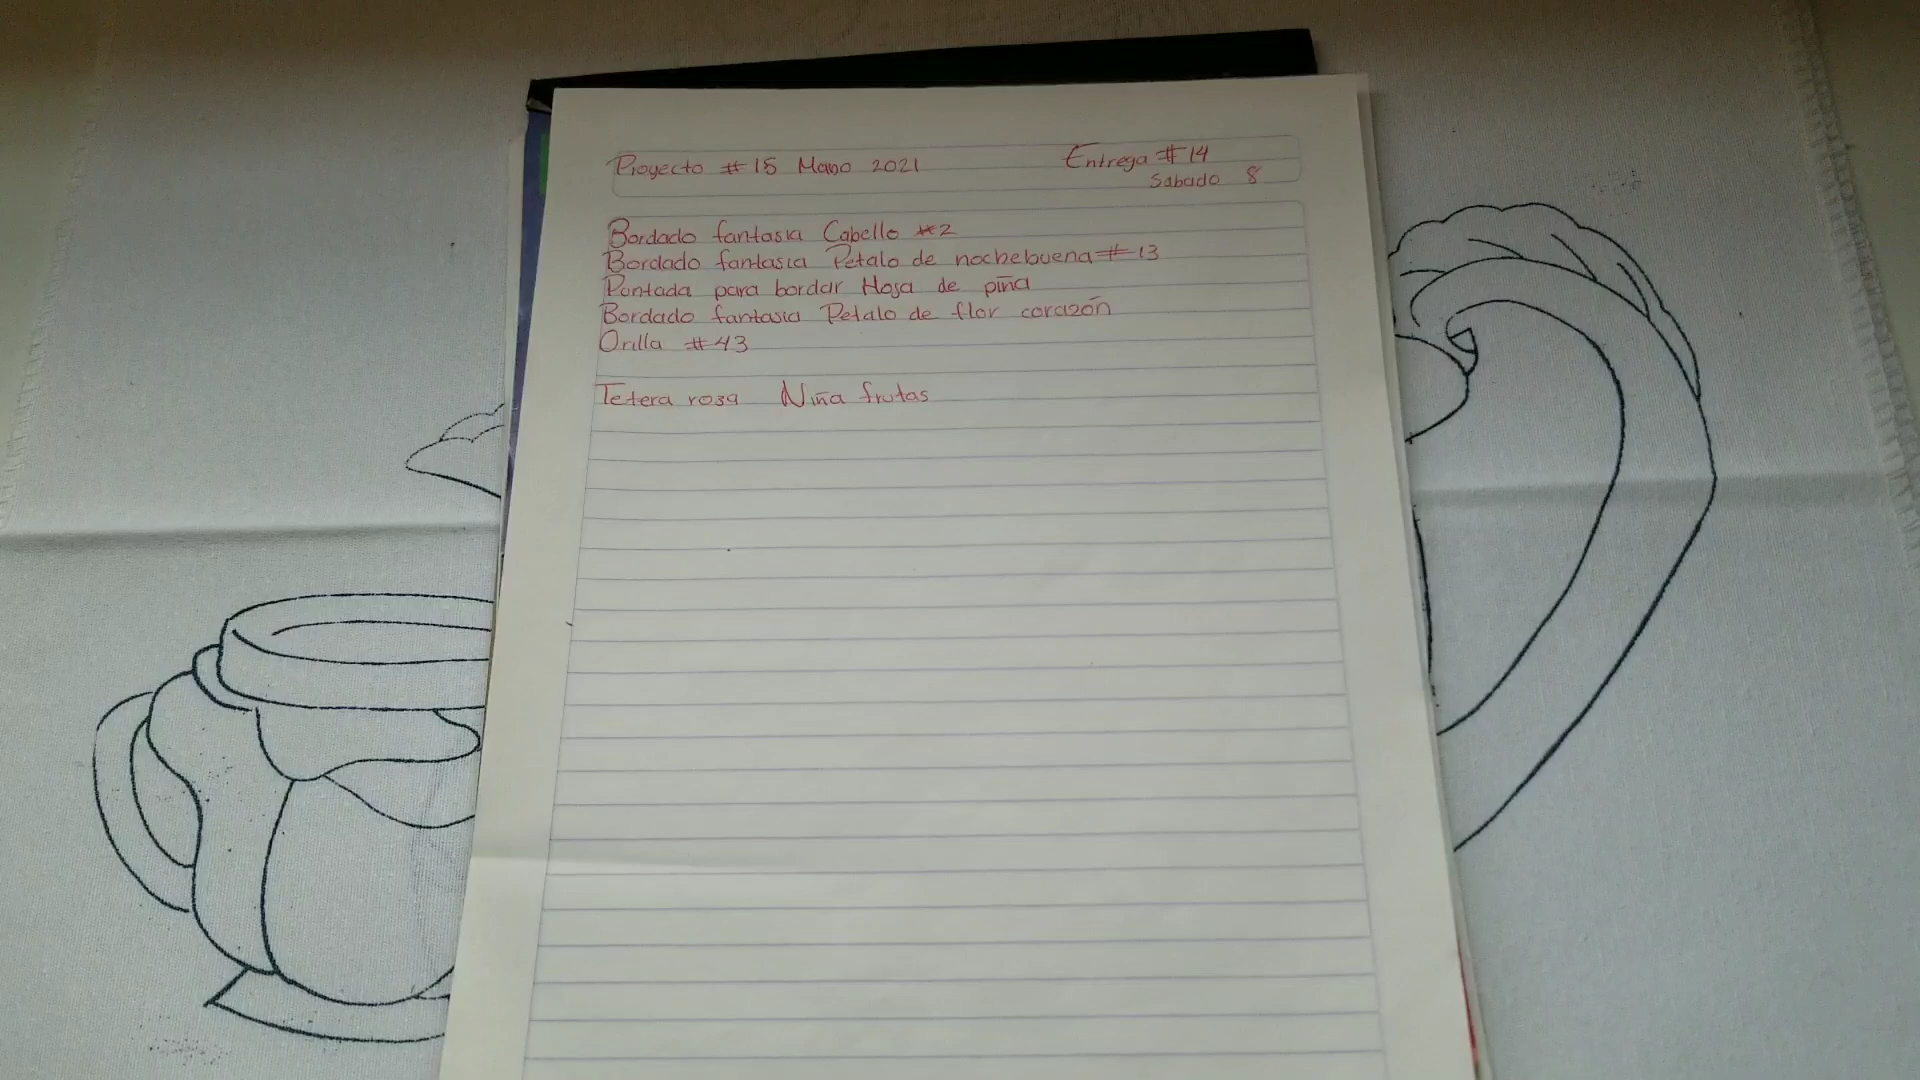 Proyecto # 15 Mayo 2021
Entrega # 14
Sabado 8
Bordado fantasia Cabello #2
Bordado fantasia Petalo de nochebuena # 13
Puntada para bordar Hoja de piña
Bordado fantasia Petalo de flor corazón
Orilla #43
Tetera rosa Niña frutas